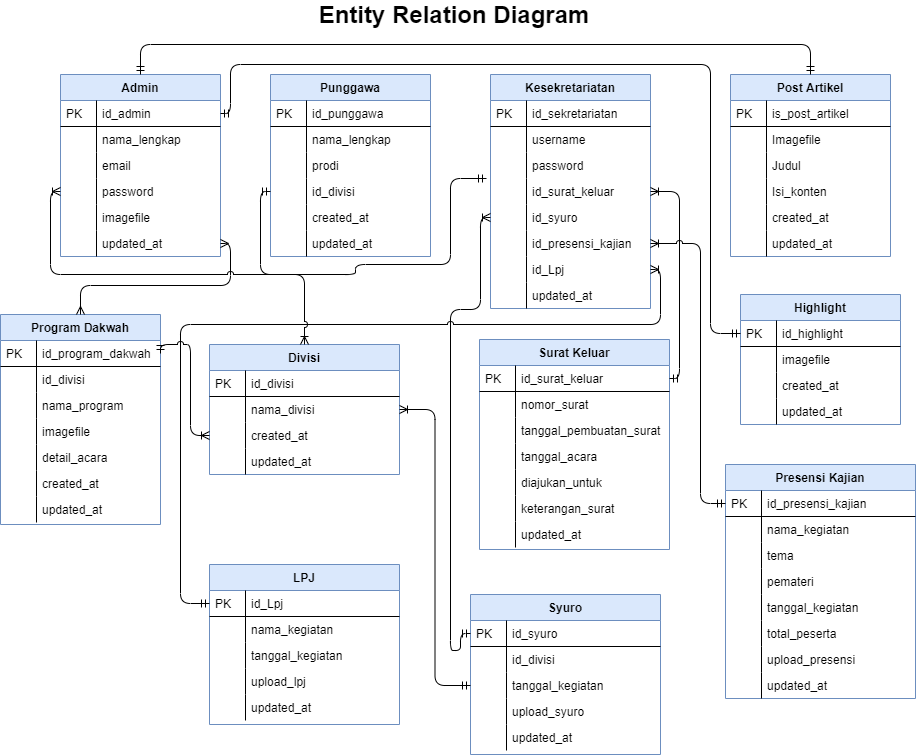 Entity Relation Diagram
Admin
PK id_admin
nama_lengkap
email
password
imagefile
updated_at
Punggawa
PK id_punggawa
nama_lengkap
prodi
id_divisi
created_at
updated_at
Kesekretariatan
PK id_sekretariatan
username
password
id_surat_keluar
id_syuro
id_presensi_kajian
id_Lpj
updated_at
Post Artikel
PK is_post_artikel
Imagefile
Judul
Isi_konten
created_at
updated_at
Program Dakwah
PK id_program_dakwah
id_divisi
nama_program
imagefile
detail_acara
created_at
updated_at
Divisi
PK id_divisi
nama_divisi
created_at
updated_at
Surat Keluar
PK id_surat_keluar
nomor_surat
tanggal_pembuatan_surat
tanggal_acara
diajukan_untuk
keterangan_surat
updated_at
Highlight
PK id_highlight
imagefile
created_at
updated_at
Presensi Kajian
PK id_presensi_kajian
nama_kegiatan
tema
pemateri
tanggal_kegiatan
total_peserta
upload_presensi
updated_at
LPJ
PK id_Lpj
nama_kegiatan
tanggal_kegiatan
upload_lpj
updated_at
Syuro
PK id_syuro
id_divisi
tanggal_kegiatan
upload_syuro
updated_at